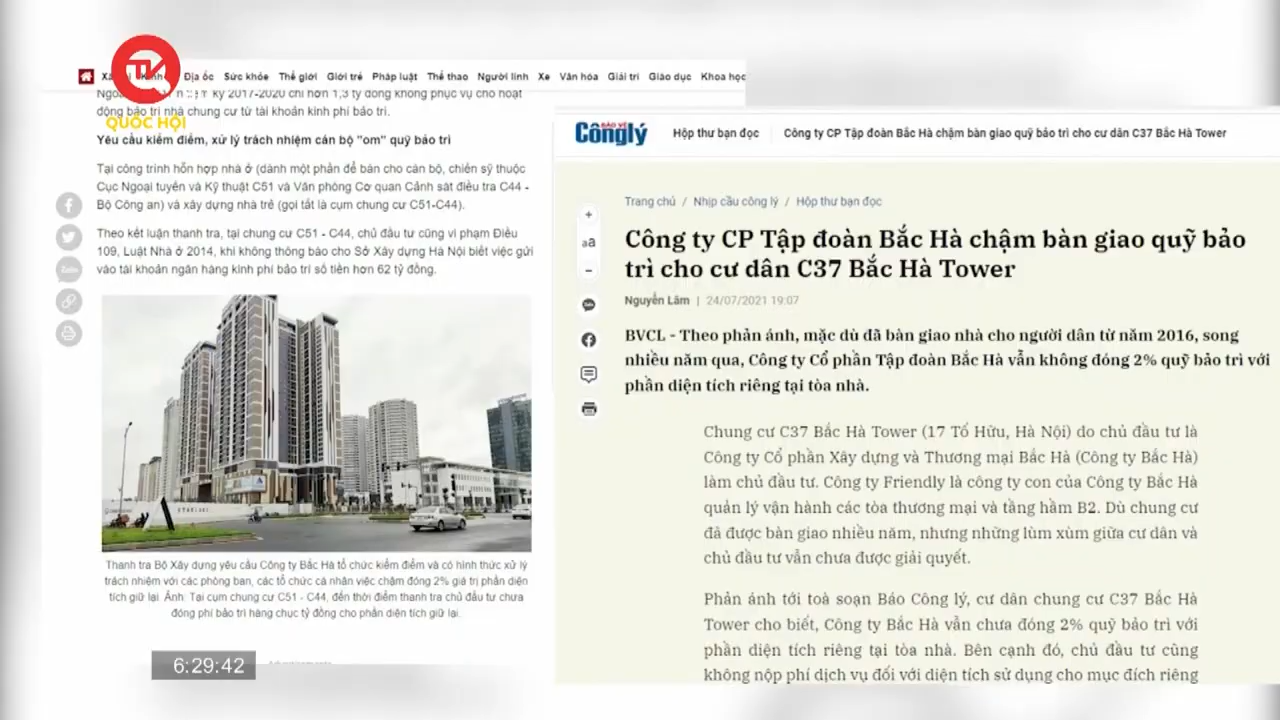 Địa ốc Sức khỏe Thế giới Giới trẻ Pháp luật Thể thao Người lính Xe Văn hóa Giải trí Giáo dục Khoa học
kỳ 2017-2020 chi hơn 1,3 tỷ đồng không phục vụ cho hoạt
động bảo trì nhà chung cư từ tài khoản kinh phí bảo trì.
QUỐC HỘI
Yêu cầu kiểm điểm, xử lý trách nhiệm cán bộ "om" quỹ bảo trì
Tại công trình hỗn hợp nhà ở (dành một phần để bán cho cán bộ, chiến sỹ thuộc
Cục Ngoại tuyến và Kỹ thuật C51 và Văn phòng Cơ quan Cảnh sát điều tra C44 -
Bộ Công an) và xây dựng nhà trẻ (gọi tắt là cụm chung cư C51-C44).
Theo kết luận thanh tra, tại chung cư C51 - C44, chủ đầu tư cũng vi phạm Điều
109, Luật Nhà ở 2014, khi không thông báo cho Sở Xây dựng Hà Nội biết việc gửi
vào tài khoản ngân hàng kinh phí bảo trì số tiền hơn 62 tỷ đồng.
Zalo
STARLAKE
Thanh tra Bộ Xây dựng yêu cầu Công ty Bắc Hà tổ chức kiểm điểm và có hình thức xử lý
trách nhiệm với các phòng ban, các tổ chức cá nhân việc chậm đóng 2% giá trị phần diện
tích giữ lại. Ảnh: Tại cụm chung cư C51 - C44, đến thời điểm thanh tra chủ đầu tư chưa
đóng phí bảo trì hàng chục tỷ đồng cho phần diện tích giữ lại.
6:29:42
BẢO VỆ
Công lý
Hộp thư bạn đọc
Công ty CP Tập đoàn Bắc Hà chậm bàn giao quỹ bảo trì cho cư dân C37 Bắc Hà Tower
Trang chủ / Nhịp cầu công lý / Hộp thư bạn đọc
+
aa
−
Công ty CP Tập đoàn Bắc Hà chậm bàn giao quỹ bảo
trì cho cư dân C37 Bắc Hà Tower
Nguyễn Lâm | 24/07/2021 19:07
BVCL - Theo phản ánh, mặc dù đã bàn giao nhà cho người dân từ năm 2016, song
nhiều năm qua, Công ty Cổ phần Tập đoàn Bắc Hà vẫn không đóng 2% quỹ bảo trì với
phần diện tích riêng tại tòa nhà.
Chung cư C37 Bắc Hà Tower (17 Tố Hữu, Hà Nội) do chủ đầu tư là
Công ty Cổ phần Xây dựng và Thương mại Bắc Hà (Công ty Bắc Hà)
làm chủ đầu tư. Công ty Friendly là công ty con của Công ty Bắc Hà
quản lý vận hành các tòa thương mại và tầng hầm B2. Dù chung cư
đã được bàn giao nhiều năm, nhưng những lùm xùm giữa cư dân và
chủ đầu tư vẫn chưa được giải quyết.
Phản ánh tới toà soạn Báo Công lý, cư dân chung cư C37 Bắc Hà
Tower cho biết, Công ty Bắc Hà vẫn chưa đóng 2% quỹ bảo trì với
phần diện tích riêng tại tòa nhà. Bên cạnh đó, chủ đầu tư cũng
không nộp phí dịch vụ đối với diện tích sử dụng cho mục đích riêng